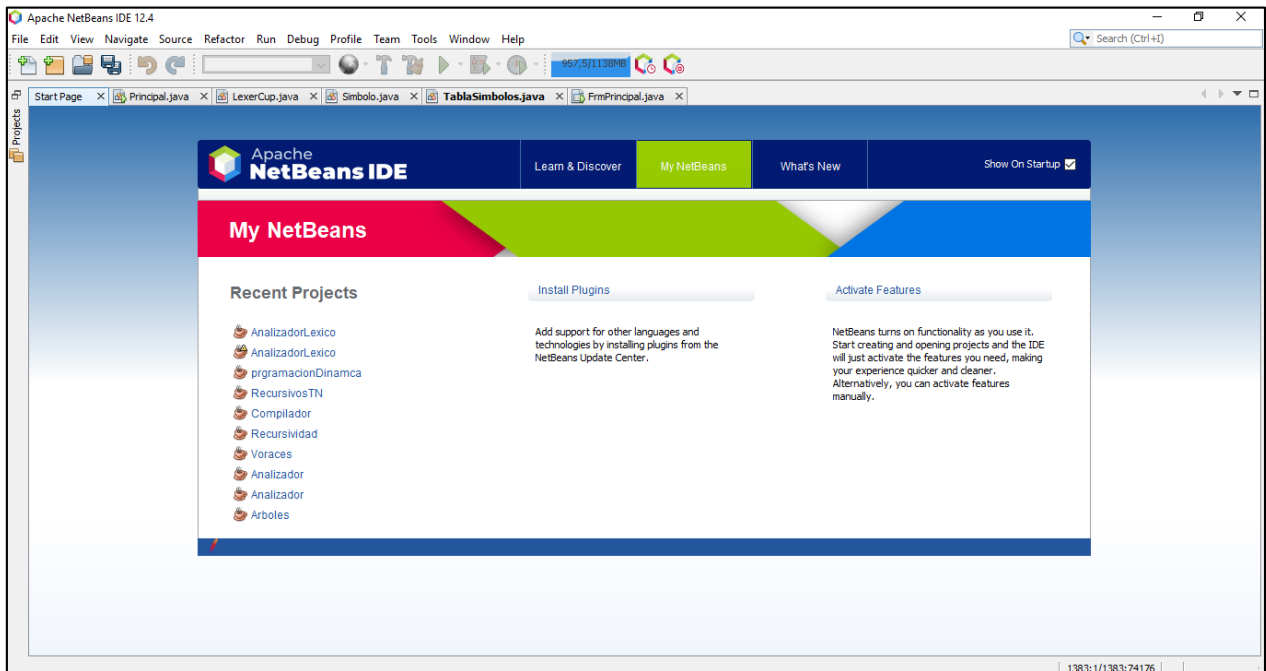 Apache NetBeans IDE 12.4
File Edit View Navigate Source Refactor Run Debug Profile Team Tools Window Help
Search (Ctrl+I)
957,5/1138MB
Start Page
Principal.java
LexerCup.java
Simbolo.java
TablaSimbolos.java
FrmPrincipal.java
Projects
Apache
NetBeans IDE
Learn & Discover
My NetBeans
What's New
Show On Startup
My NetBeans
Recent Projects
AnalizadorLexico
AnalizadorLexico
prgramacionDinamca
RecursivosTN
Compilador
Recursividad
Voraces
Analizador
Analizador
Arboles
Install Plugins
Add support for other languages and
technologies by installing plugins from the
NetBeans Update Center.
Activate Features
NetBeans turns on functionality as you use it.
Start creating and opening projects and the IDE
will just activate the features you need, making
your experience quicker and cleaner.
Alternatively, you can activate features
manually.
1383:1/1383:74176